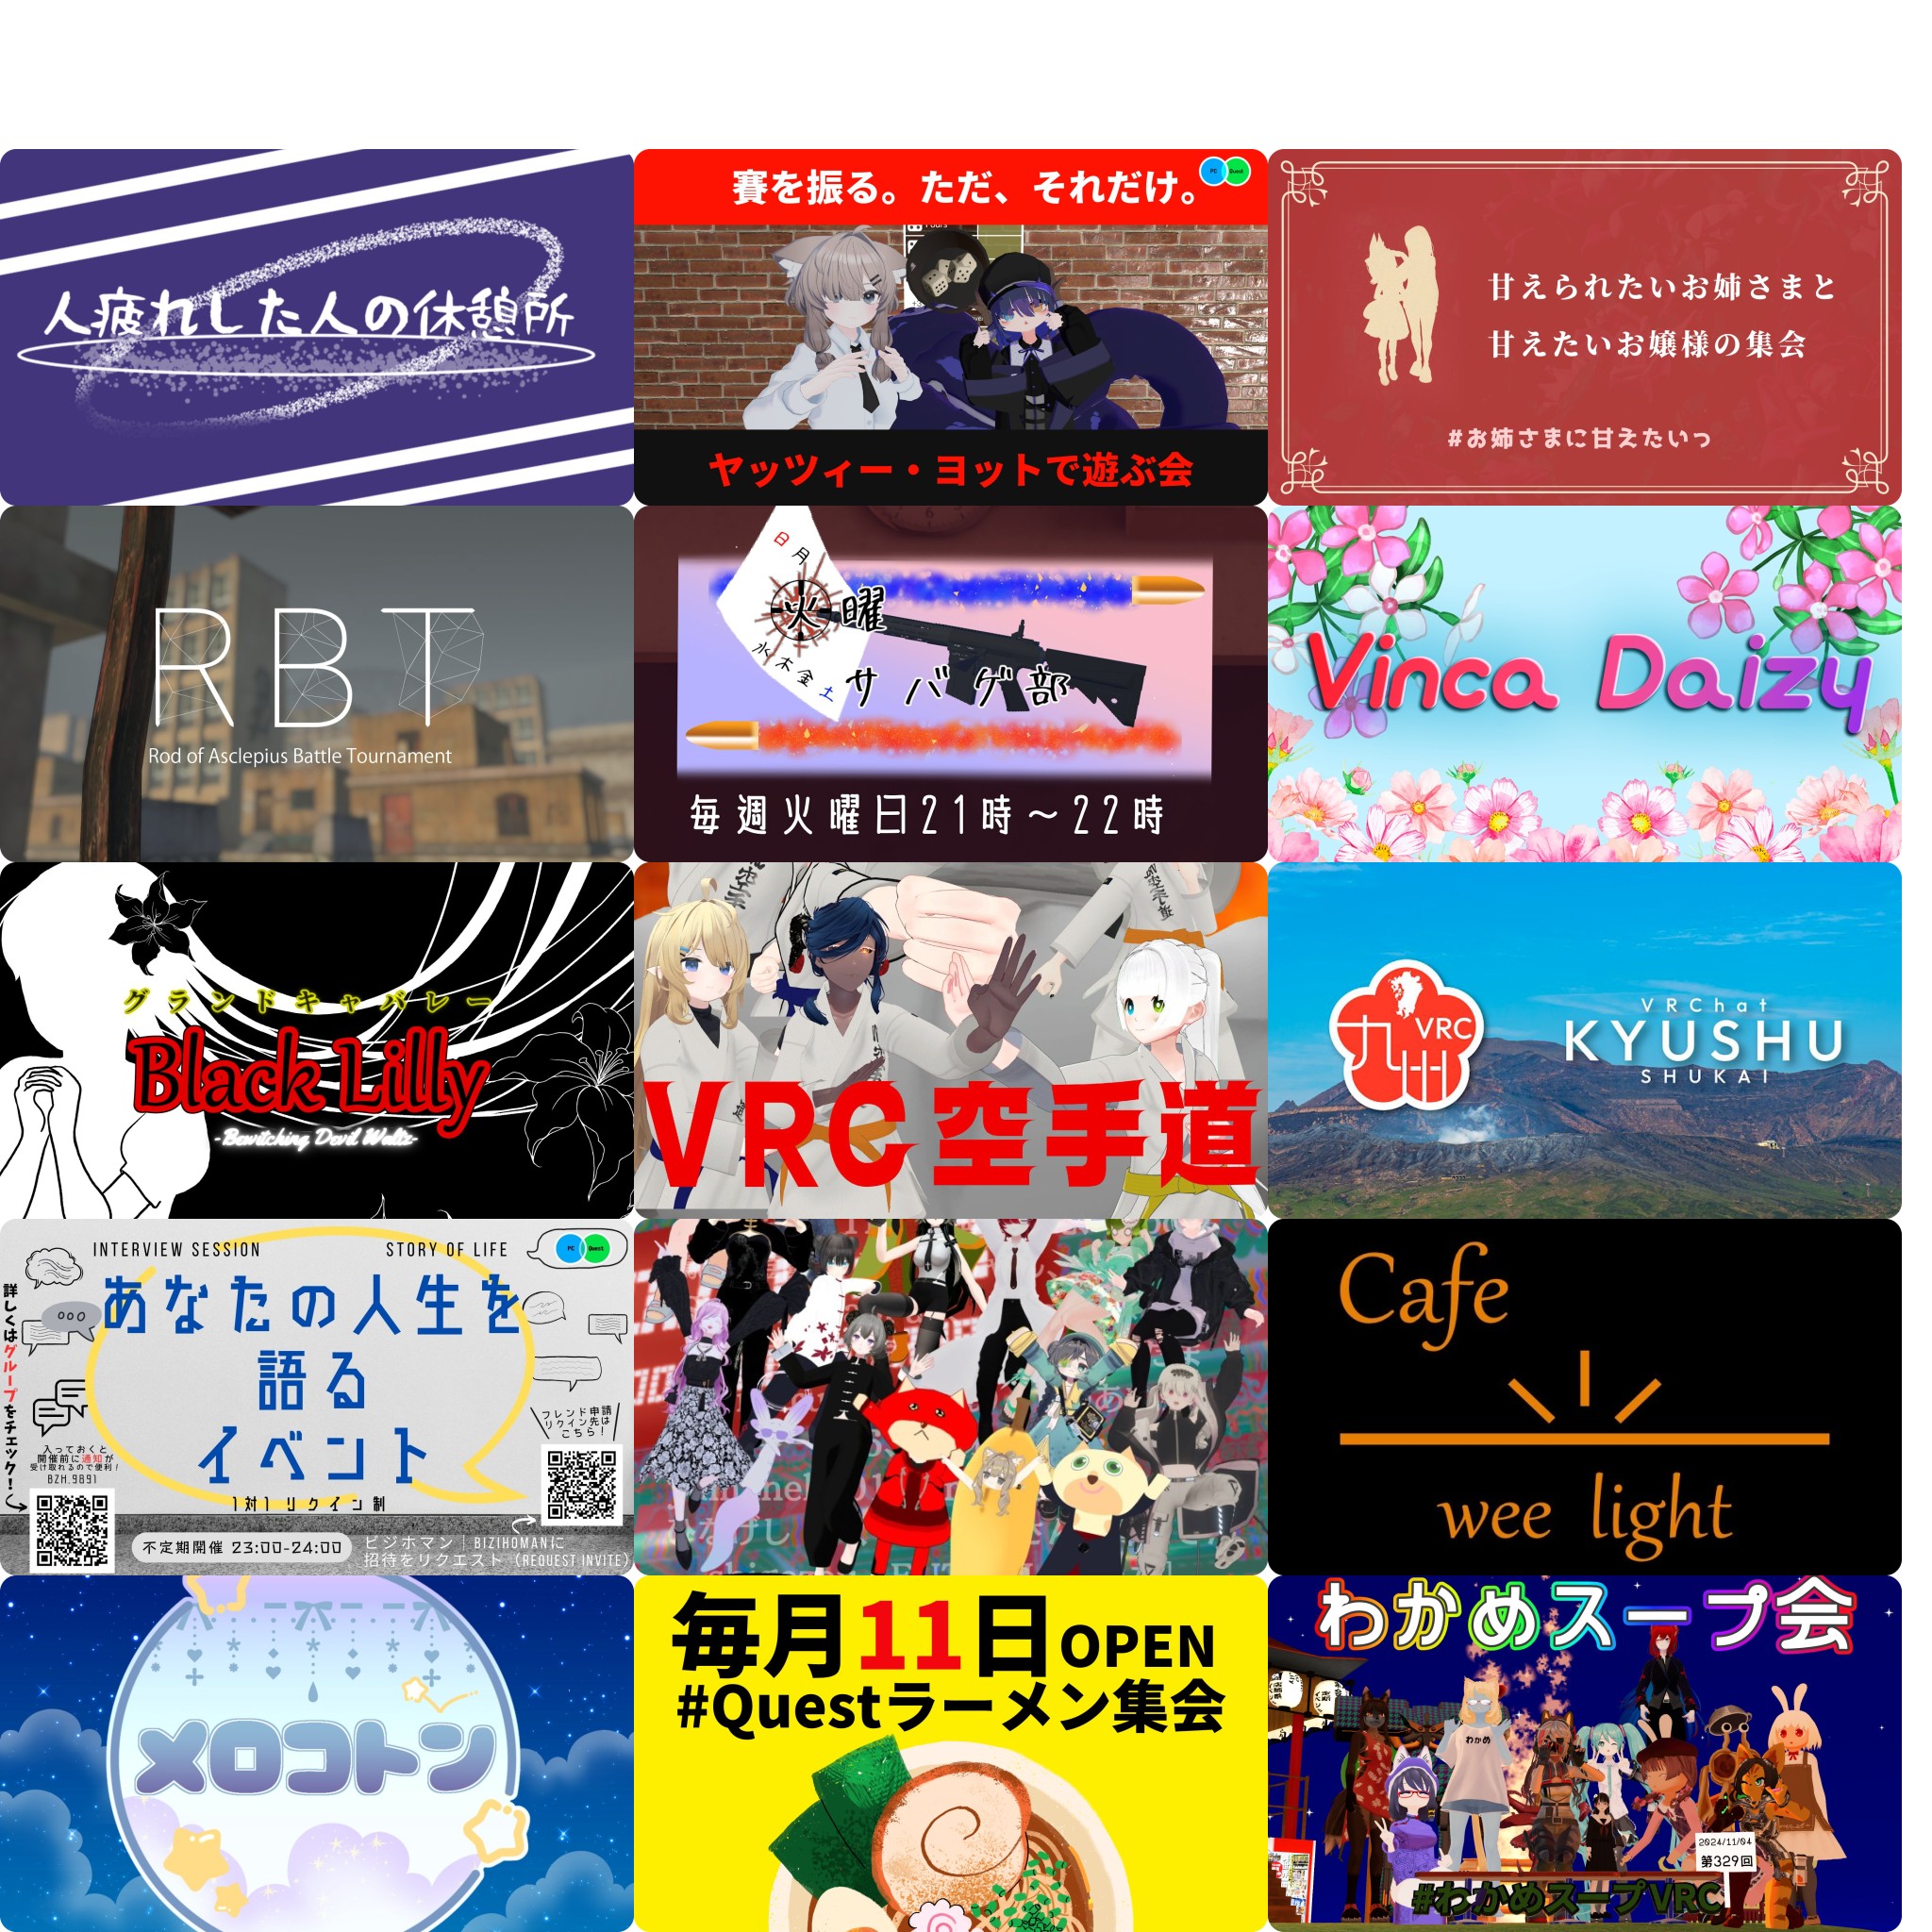 人疲れした人の休憩所
賽を振る。ただ、それだけ。
PC Quest
ヤッツィー・ヨットで遊ぶ会
甘えられたいお姉さまと
甘えたいお嬢様の集会
#お姉さまに甘えたいっ
RBT
Rod of Asclepius Battle Tournament
日月
火曜
水木金土
サバゲ部
毎週火曜日21時～22時
Vinca Daizy
グランドキャバレー
Black Lilly
-Bewitching Devil Waltz-
VRC空手道
九州 VRC
VRChat
KYUSHU
SHUKAI
INTERVIEW SESSION
STORY OF LIFE
PC Quest
あなたの人生を
語る
イベント
1対1 リクイン制
詳しくはグループをチェック!
入っておくと
開催前に通知が
受け取れるので便利!
BZH.9891
フレンド申請
リクイン先は
こちら!
不定期開催 23:00-24:00
ビジホマン｜BIZIHOMANに
招待をリクエスト（REQUEST INVITE）
Cafe
wee light
メロコトン
毎月11日OPEN
#Questラーメン集会
わかめスープ会
わかめ
2024/11/04
第329回
#わかめスープVRC